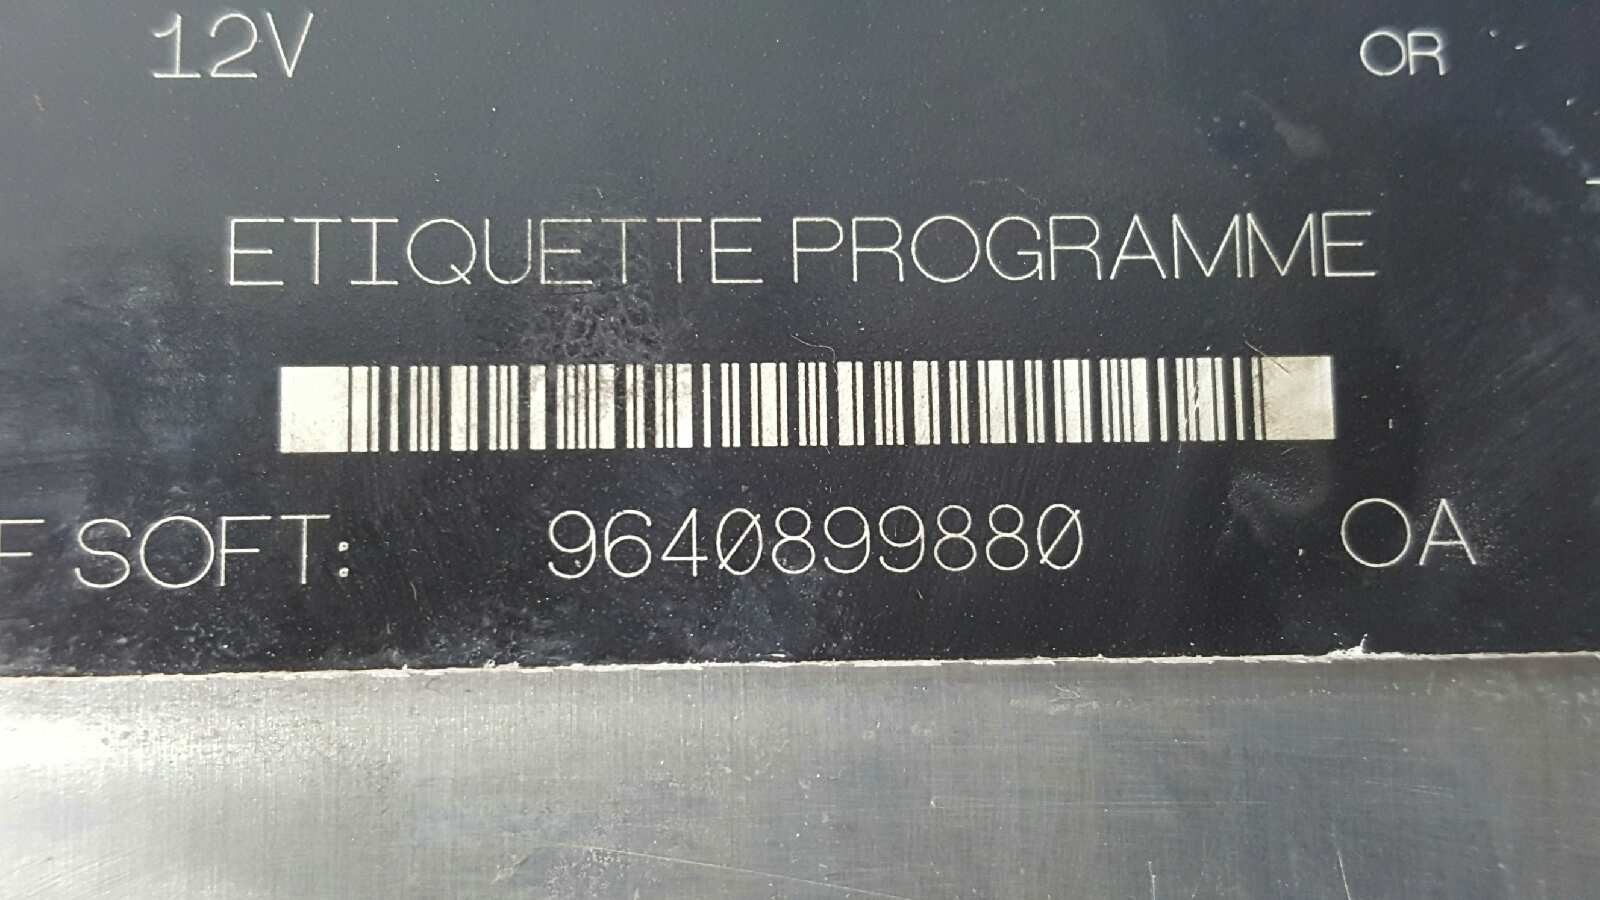 12V OR
ETIQUETTE PROGRAMME
F SOFT: 9640899880 OA